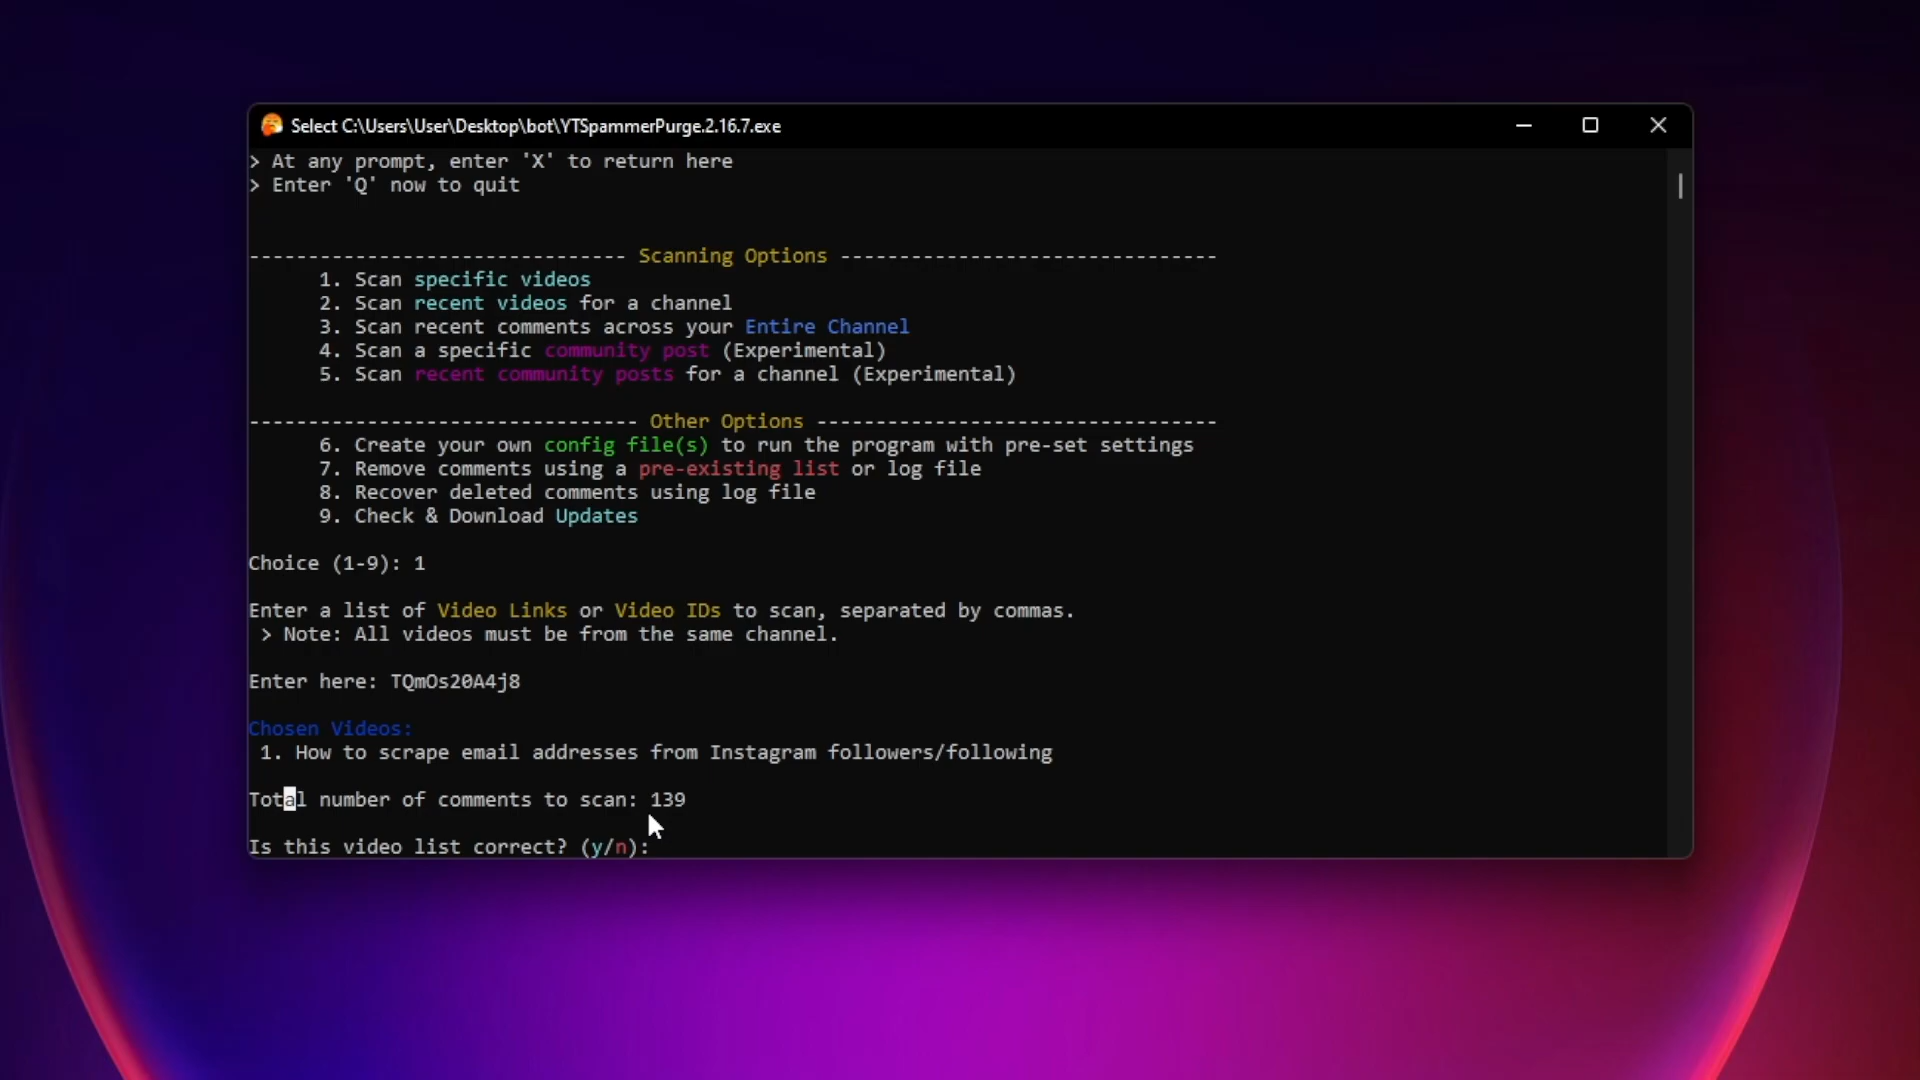 Select C:\Users\User\Desktop\bot\YTSpammerPurge.2.16.7.exe
> At any prompt, enter 'X' to return here
> Enter 'Q' now to quit
-------------------------------- Scanning Options --------------------------------
1. Scan specific videos
2. Scan recent videos for a channel
3. Scan recent comments across your Entire Channel
4. Scan a specific community post (Experimental)
5. Scan recent community posts for a channel (Experimental)
--------------------------------- Other Options ----------------------------------
6. Create your own config file(s) to run the program with pre-set settings
7. Remove comments using a pre-existing list or log file
8. Recover deleted comments using log file
9. Check & Download Updates
Choice (1-9): 1
Enter a list of Video Links or Video IDs to scan, separated by commas.
> Note: All videos must be from the same channel.
Enter here: TQmOs20A4j8
Chosen Videos:
1. How to scrape email addresses from Instagram followers/following
Total number of comments to scan: 139
Is this video list correct? (y/n):